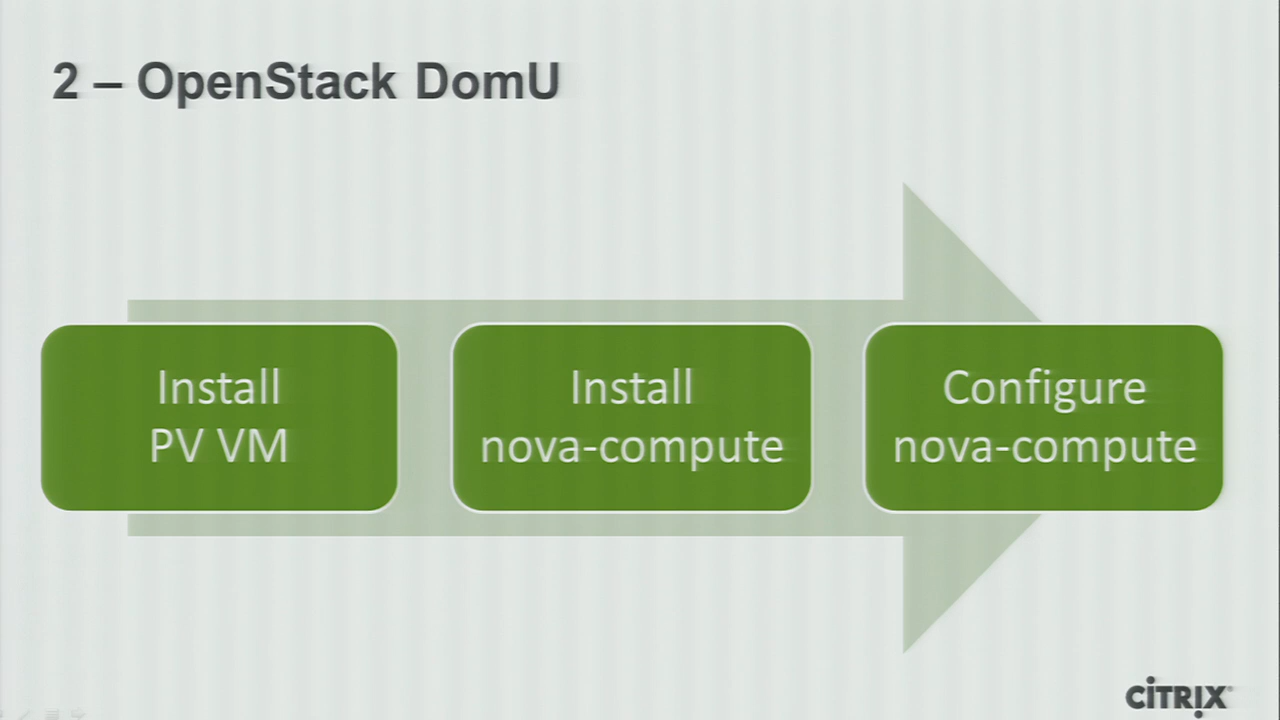 2 – OpenStack DomU
Install
PV VM
Install
nova-compute
Configure
nova-compute
CITRIX